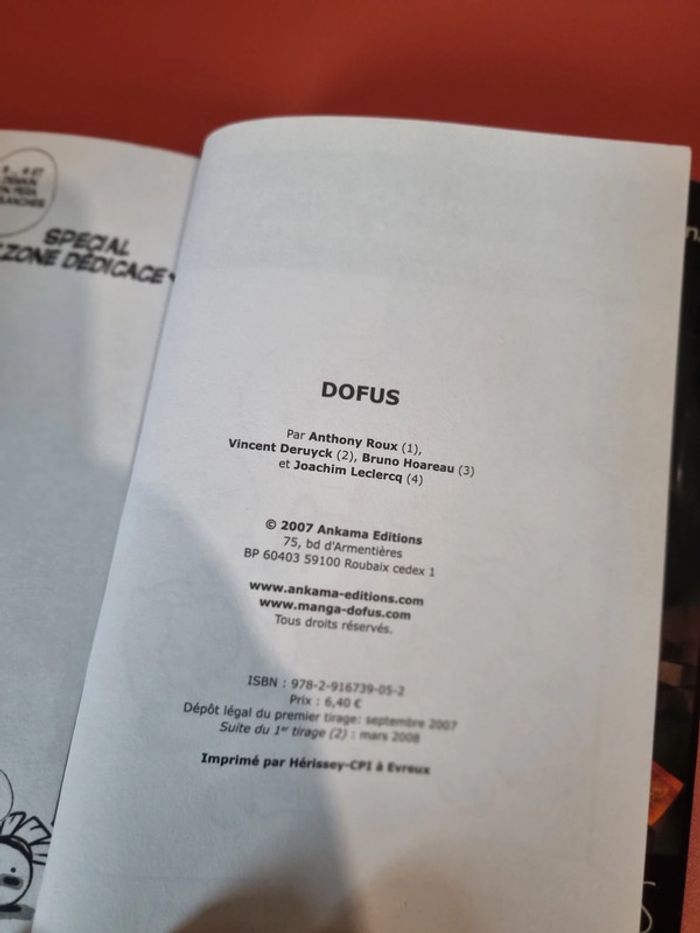 SPECIAL
ZONE DÉDICACE
DOFUS
Par Anthony Roux (1),
Vincent Deruyck (2), Bruno Hoareau (3)
et Joachim Leclercq (4)
© 2007 Ankama Editions
75, bd d'Armentières
BP 60403 59100 Roubaix cedex 1
www.ankama-editions.com
www.manga-dofus.com
Tous droits réservés.
ISBN : 978-2-916739-05-2
Prix : 6,40 €
Dépôt légal du premier tirage: septembre 2007
Suite du 1er tirage (2) : mars 2008
Imprimé par Hérissey-CPI à Evreux